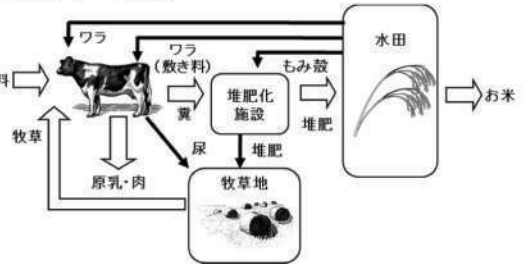 ワラ
水田
ワラ
(敷き料)
もみ殻
料
堆肥化
施設
お米
糞
堆肥
牧草
尿
堆肥
原乳・肉
牧草地